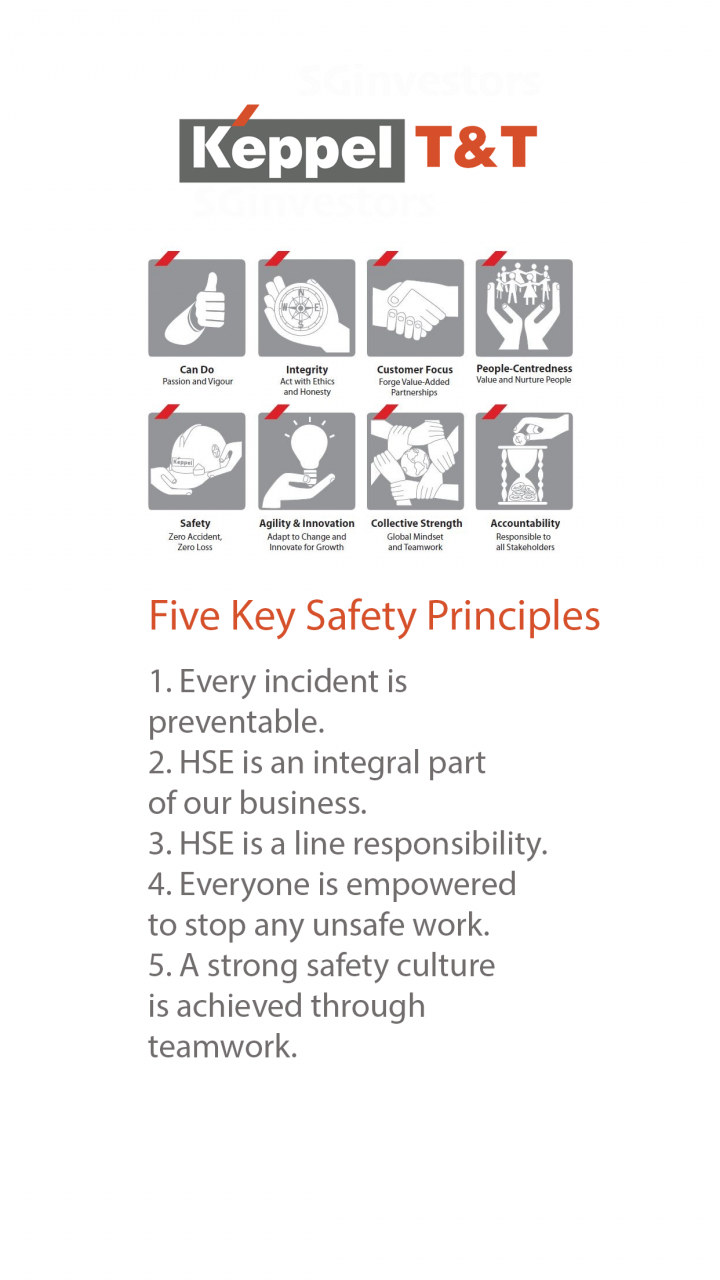 SGinvestors
Keppel T&T
SGinvestors
Can Do
Passion and Vigour
Integrity
Act with Ethics
and Honesty
Customer Focus
Forge Value-Added
Partnerships
People-Centredness
Value and Nurture People
N
W E
S
Keppel
Safety
Zero Accident,
Zero Loss
Agility & Innovation
Adapt to Change and
Innovate for Growth
Collective Strength
Global Mindset
and Teamwork
Accountability
Responsible to
all Stakeholders
Five Key Safety Principles
1. Every incident is
preventable.
2. HSE is an integral part
of our business.
3. HSE is a line responsibility.
4. Everyone is empowered
to stop any unsafe work.
5. A strong safety culture
is achieved through
teamwork.